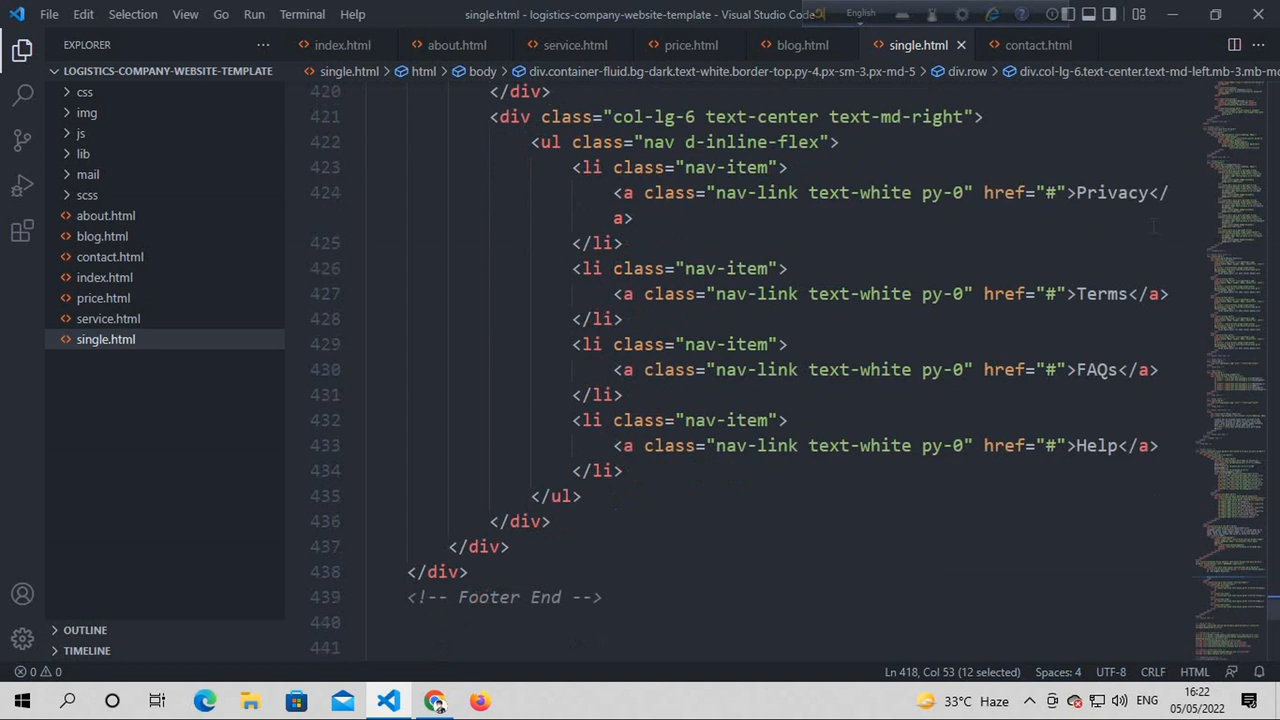 File Edit Selection View Go Run Terminal Help
single.html - logistics-company-website-template - Visual Studio Code
English
EXPLORER
index.html about.html service.html price.html blog.html single.html contact.html
LOGISTICS-COMPANY-WEBSITE-TEMPLATE
single.html > html > body > div.container-fluid.bg-dark.text-white.border-top.py-4.px-sm-3.px-md-5 > div.row > div.col-lg-6.text-center.text-md-left.mb-3.mb-md
css
img
js
lib
mail
scss
about.html
blog.html
contact.html
index.html
price.html
service.html
single.html
OUTLINE
TIMELINE
420 </div>
421 <div class="col-lg-6 text-center text-md-right">
422 <ul class="nav d-inline-flex">
423 <li class="nav-item">
424 <a class="nav-link text-white py-0" href="#">Privacy</
a>
425 </li>
426 <li class="nav-item">
427 <a class="nav-link text-white py-0" href="#">Terms</a>
428 </li>
429 <li class="nav-item">
430 <a class="nav-link text-white py-0" href="#">FAQs</a>
431 </li>
432 <li class="nav-item">
433 <a class="nav-link text-white py-0" href="#">Help</a>
434 </li>
435 </ul>
436 </div>
437 </div>
438 </div>
439 <!-- Footer End -->
440
441
0 0 Ln 418, Col 53 (12 selected) Spaces: 4 UTF-8 CRLF HTML
33°C Haze ENG 16:22
05/05/2022